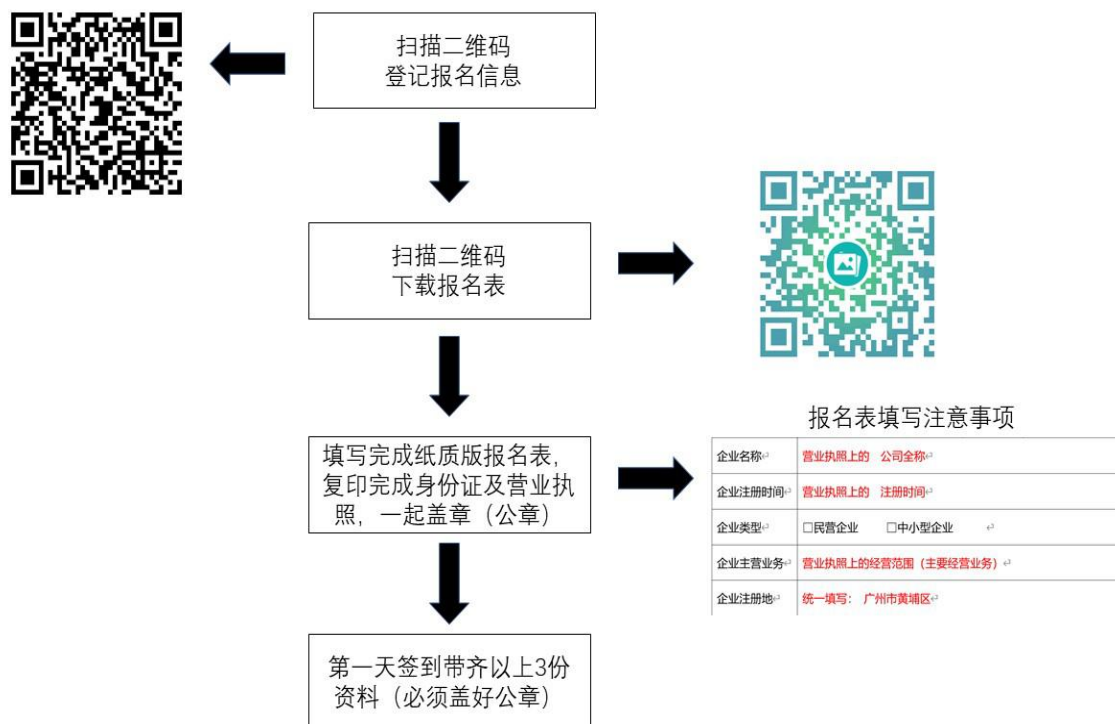 扫描二维码
登记报名信息
扫描二维码
下载报名表
填写完成纸质版报名表，
复印完成身份证及营业执
照，一起盖章（公章）
报名表填写注意事项
企业名称 营业执照上的 公司全称
企业注册时间 营业执照上的 注册时间
企业类型 □民营企业 □中小型企业
企业主营业务 营业执照上的经营范围（主要经营业务）
企业注册地 统一填写： 广州市黄埔区
第一天签到带齐以上3份
资料（必须盖好公章）